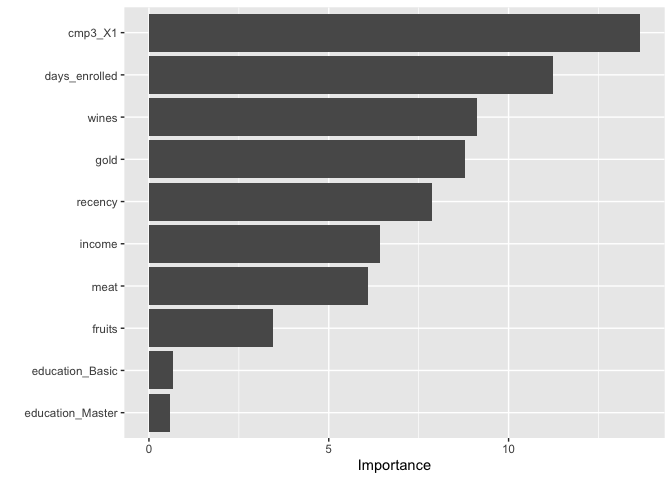 cmp3_X1
days_enrolled
wines
gold
recency
income
meat
fruits
education_Basic
education_Master
0 5 10
Importance